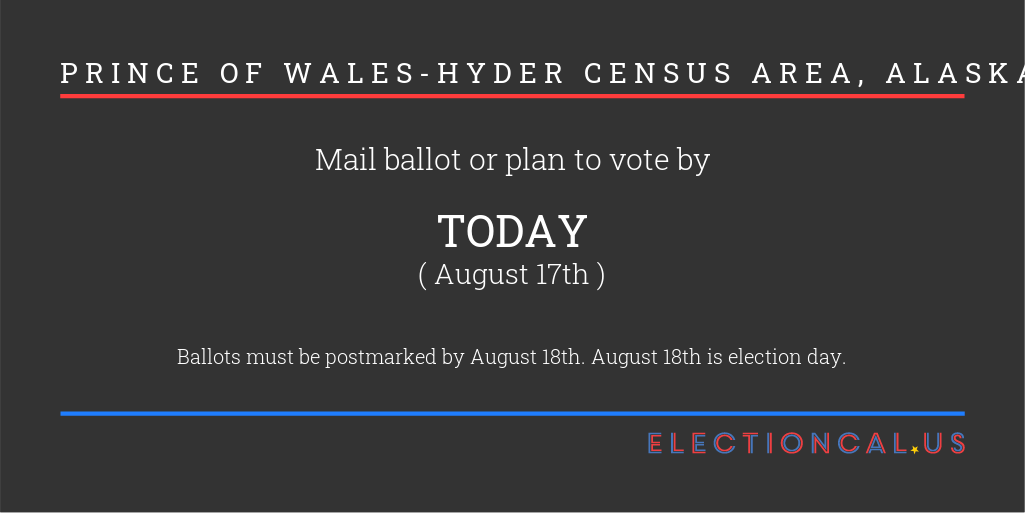 PRINCE OF WALES-HYDER CENSUS AREA, ALASKA
Mail ballot or plan to vote by
TODAY
( August 17th )
Ballots must be postmarked by August 18th. August 18th is election day.
ELECTIONCAL.US